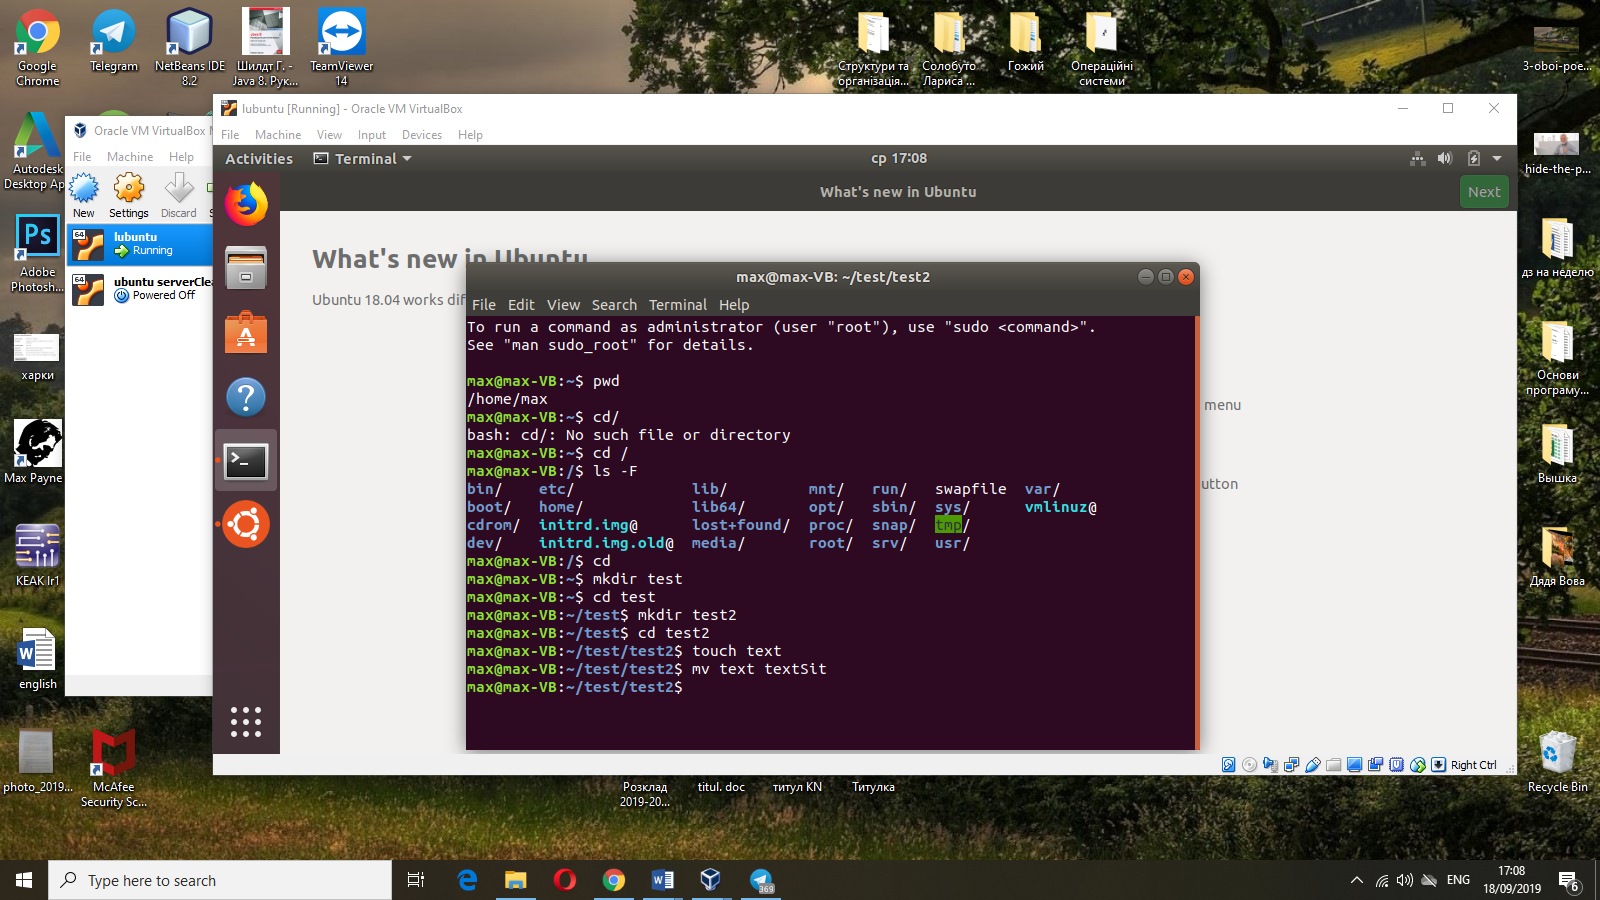 Google
Chrome
Telegram
NetBeans IDE
8.2
Шилдт Г. -
Java 8. Рук...
TeamViewer
14
Структури та
організація...
Солобуто
Лариса ...
Гожий
Операційні
системи
3-oboi-poe...
Autodesk
Desktop Ap
Adobe
Photosh...
харки
Max Payne
KEAK Ir1
english
photo_2019...
McAfee
Security Sc...
hide-the-p...
дз на неделю
Основи
програму...
Вышка
Дядя Вова
Recycle Bin
Розклад
2019-20...
titul. doc
титул KN
Титулка
Oracle VM VirtualBox M
File Machine Help
New Settings Discard S
64 lubuntu
Running
64 ubuntu serverClea
Powered Off
lubuntu [Running] - Oracle VM VirtualBox
File Machine View Input Devices Help
Activities Terminal ср 17:08
What's new in Ubuntu Next
What's new in Ubuntu
Ubuntu 18.04 works dif
menu
utton
max@max-VB: ~/test/test2
File Edit View Search Terminal Help
To run a command as administrator (user "root"), use "sudo <command>".
See "man sudo_root" for details.
max@max-VB:~$ pwd
/home/max
max@max-VB:~$ cd/
bash: cd/: No such file or directory
max@max-VB:~$ cd /
max@max-VB:/$ ls -F
bin/ etc/ lib/ mnt/ run/ swapfile var/
boot/ home/ lib64/ opt/ sbin/ sys/ vmlinuz@
cdrom/ initrd.img@ lost+found/ proc/ snap/ tmp/
dev/ initrd.img.old@ media/ root/ srv/ usr/
max@max-VB:/$ cd
max@max-VB:~$ mkdir test
max@max-VB:~$ cd test
max@max-VB:~/test$ mkdir test2
max@max-VB:~/test$ cd test2
max@max-VB:~/test/test2$ touch text
max@max-VB:~/test/test2$ mv text textSit
max@max-VB:~/test/test2$
Right Ctrl
Type here to search
369
ENG
17:08
18/09/2019
6